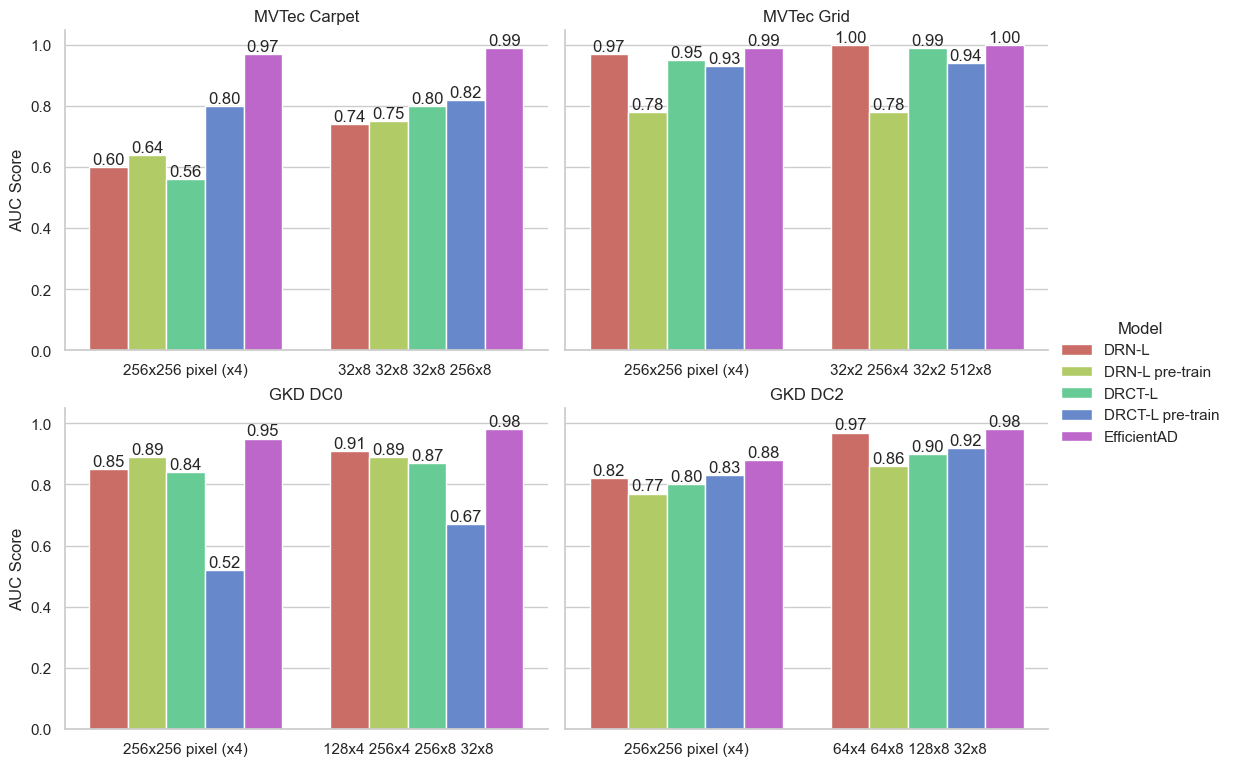 MVTec Carpet
MVTec Grid
AUC Score
1.0
0.8
0.6
0.4
0.2
0.0
0.60 0.64 0.56 0.80 0.97
0.74 0.75 0.80 0.82 0.99
0.97 0.78 0.95 0.93 0.99
1.00 0.78 0.99 0.94 1.00
256x256 pixel (x4)
32x8 32x8 32x8 256x8
256x256 pixel (x4)
32x2 256x4 32x2 512x8
Model
DRN-L
DRN-L pre-train
DRCT-L
DRCT-L pre-train
EfficientAD
GKD DC0
GKD DC2
AUC Score
1.0
0.8
0.6
0.4
0.2
0.0
0.85 0.89 0.84 0.52 0.95
0.91 0.89 0.87 0.67 0.98
0.82 0.77 0.80 0.83 0.88
0.97 0.86 0.90 0.92 0.98
256x256 pixel (x4)
128x4 256x4 256x8 32x8
256x256 pixel (x4)
64x4 64x8 128x8 32x8